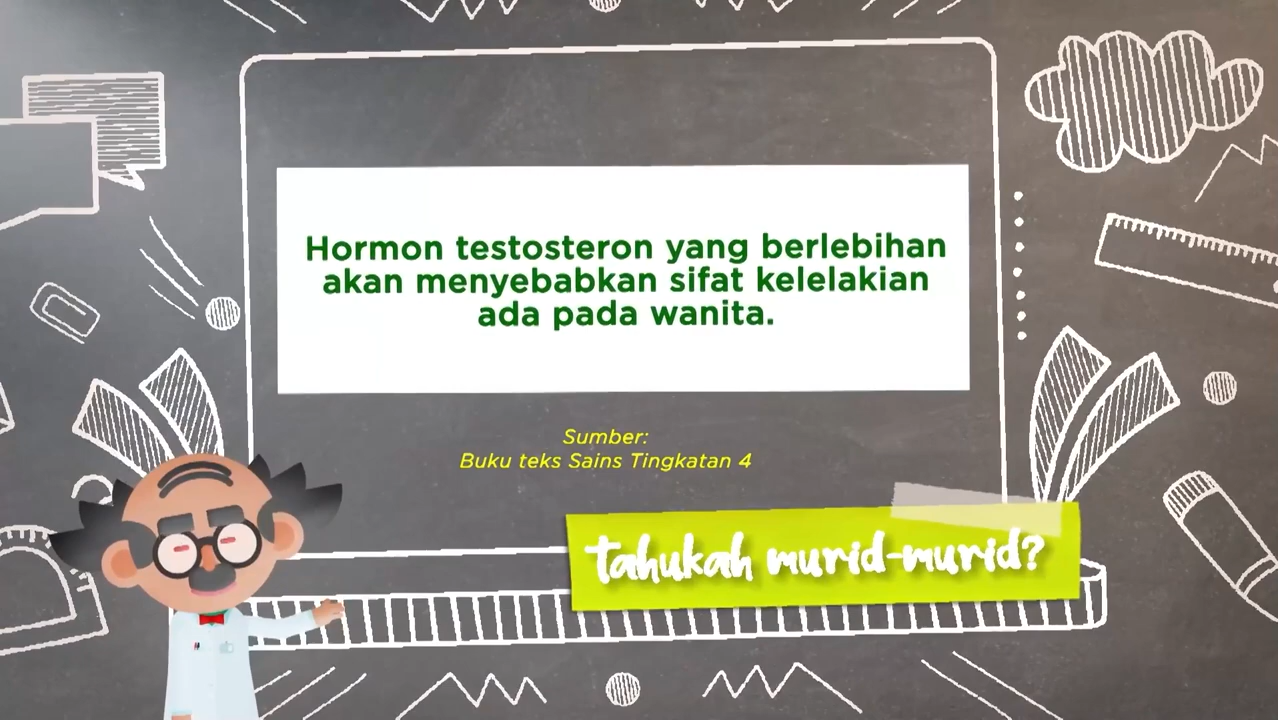 Hormon testosteron yang berlebihan
akan menyebabkan sifat kelelakian
ada pada wanita.
Sumber:
Buku teks Sains Tingkatan 4
tahukah murid-murid?